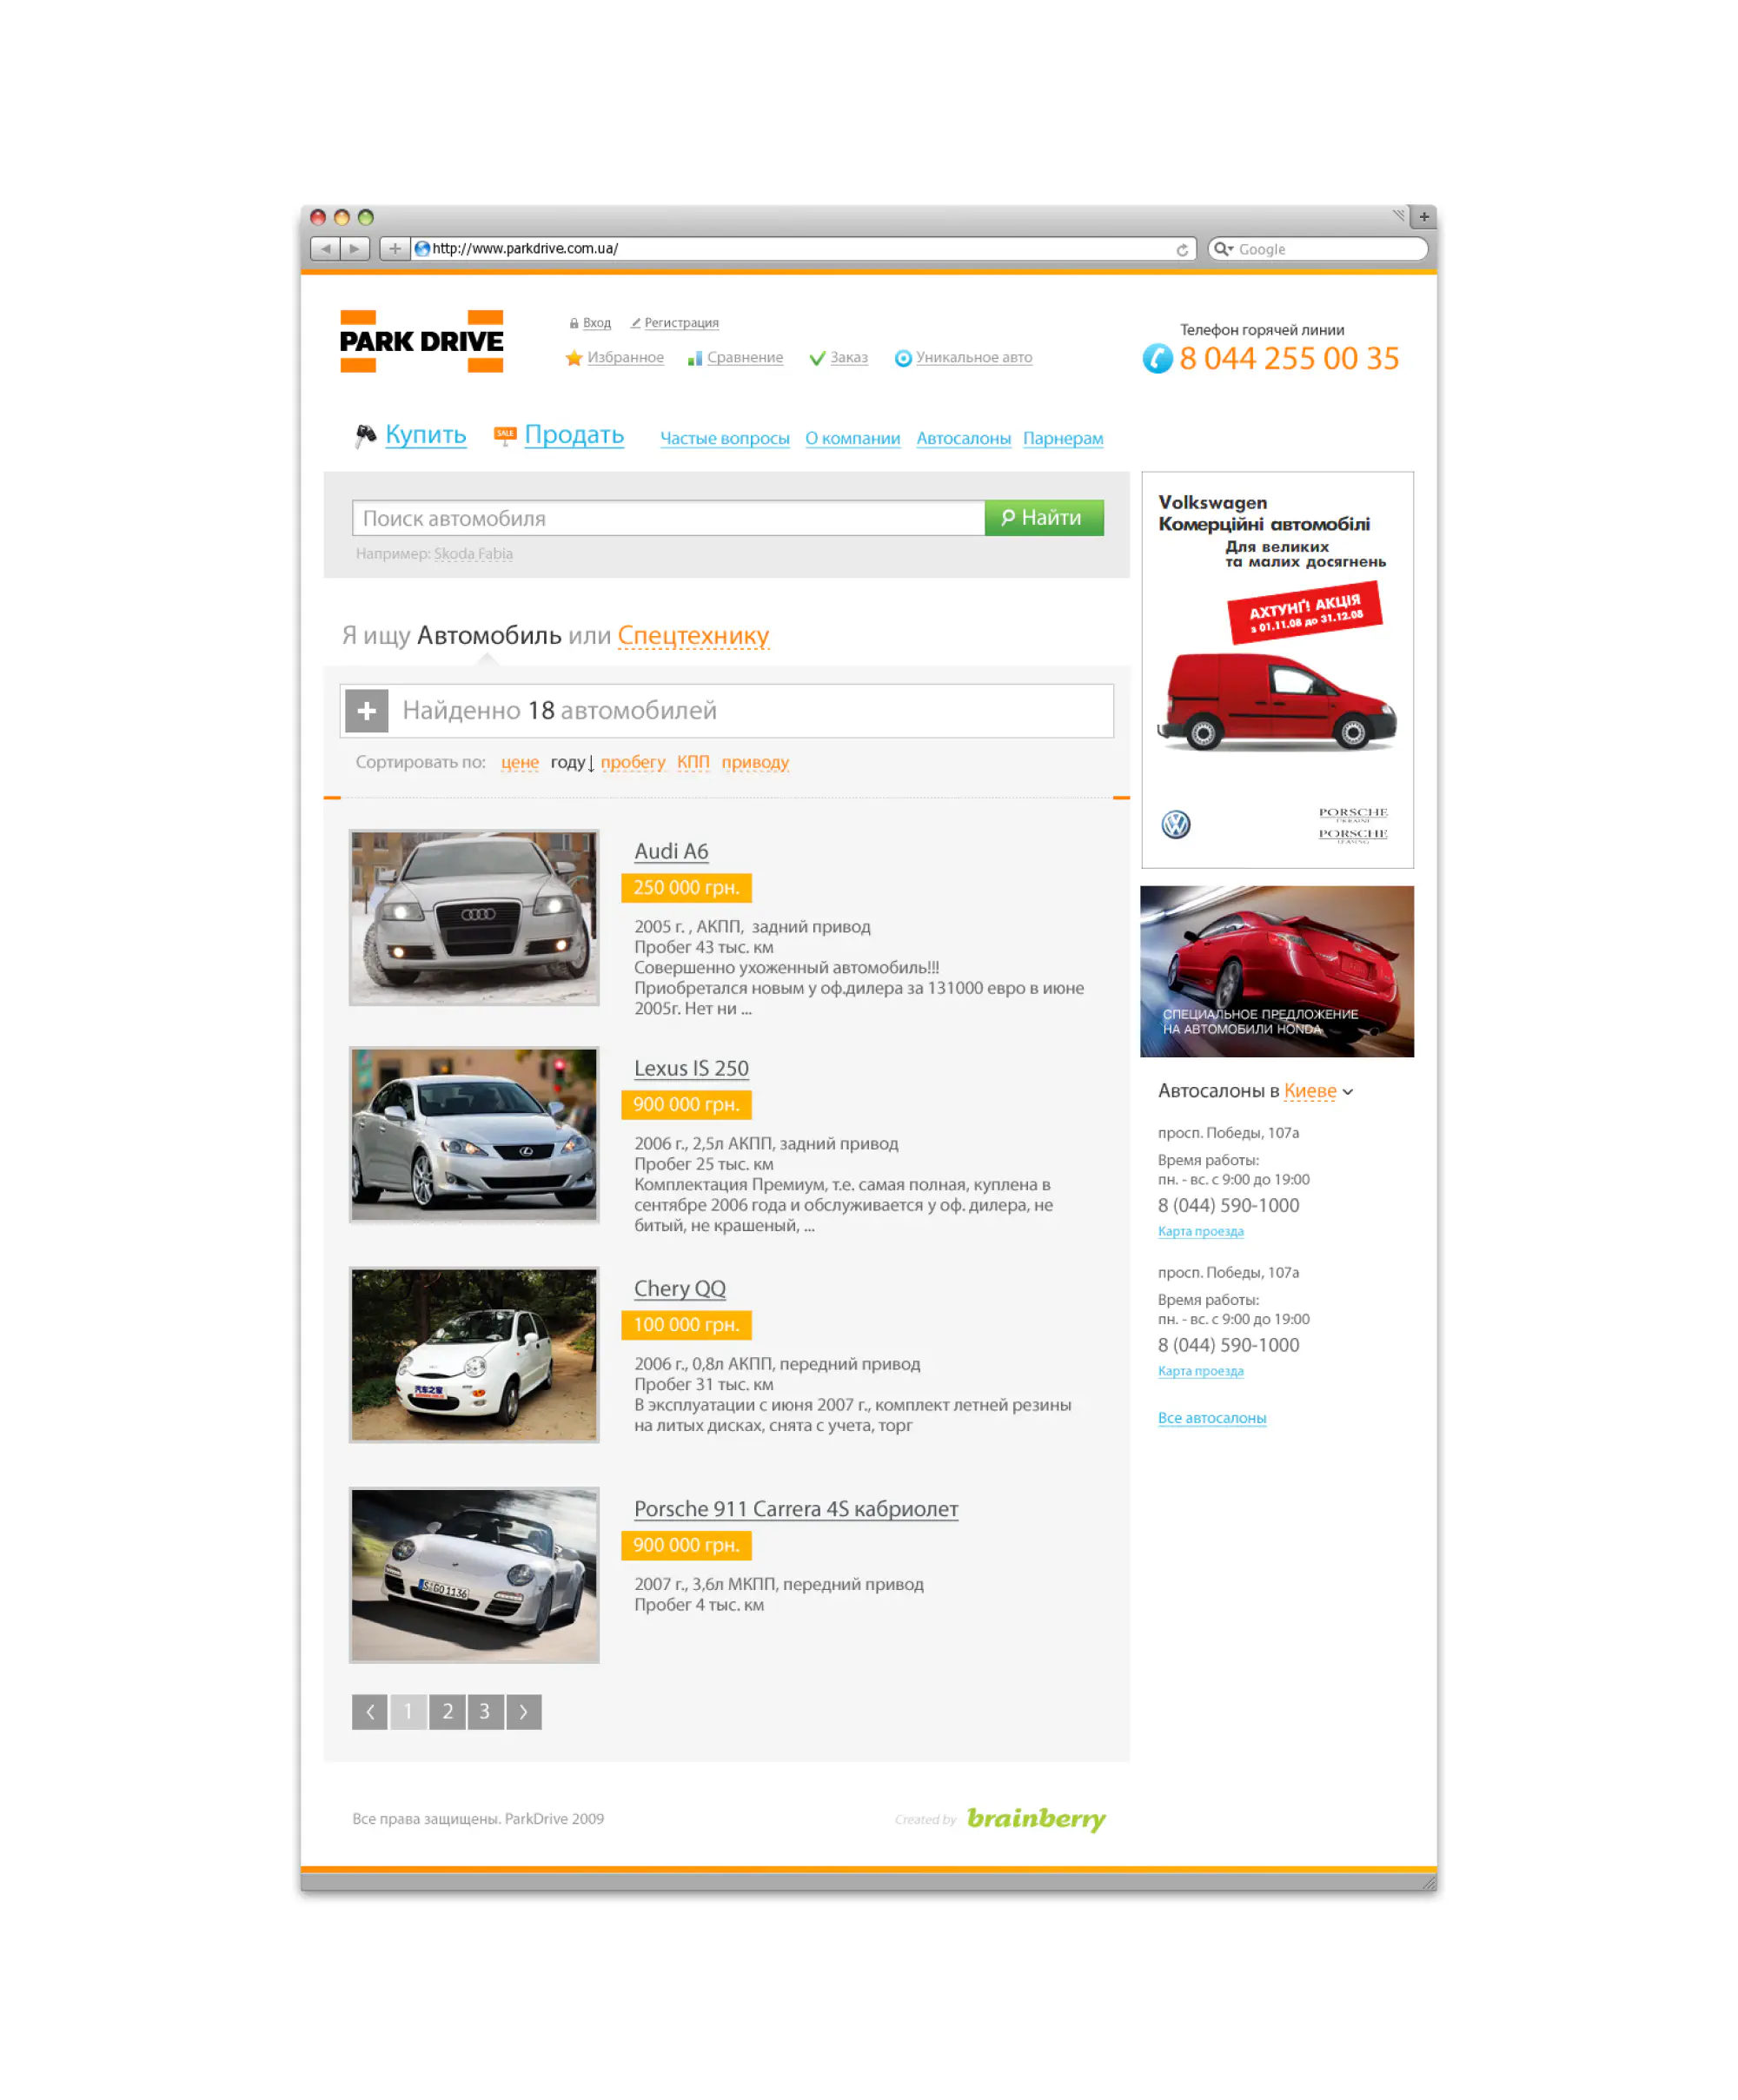 http://www.parkdrive.com.ua/
Google
PARK DRIVE
Вход Регистрация
Избранное Сравнение Заказ Уникальное авто
Телефон горячей линии
8 044 255 00 35
Купить SALE Продать Частые вопросы О компании Автосалоны Парнерам
Поиск автомобиля Найти
Например: Skoda Fabia
Я ищу Автомобиль или Спецтехнику
Найденно 18 автомобилей
Сортировать по: цене году↓ пробегу КПП приводу
Audi A6
250 000 грн.
2005 г. , АКПП, задний привод
Пробег 43 тыс. км
Совершенно ухоженный автомобиль!!!
Приобретался новым у оф.дилера за 131000 евро в июне
2005г. Нет ни ...
Lexus IS 250
900 000 грн.
2006 г., 2,5л АКПП, задний привод
Пробег 25 тыс. км
Комплектация Премиум, т.е. самая полная, куплена в
сентябре 2006 года и обслуживается у оф. дилера, не
битый, не крашеный, ...
Chery QQ
100 000 грн.
2006 г., 0,8л АКПП, передний привод
Пробег 31 тыс. км
В эксплуатации с июня 2007 г., комплект летней резины
на литых дисках, снята с учета, торг
汽车之家
Porsche 911 Carrera 4S кабриолет
900 000 грн.
2007 г., 3,6л МКПП, передний привод
Пробег 4 тыс. км
S GO 1136
1 2 3
Volkswagen
Комерційні автомобілі
Для великих
та малих досягнень
АХТУНҐ! АКЦІЯ
з 01.11.08 до 31.12.08
PORSCHE
UKRAINE
PORSCHE
LEASING
СПЕЦИАЛЬНОЕ ПРЕДЛОЖЕНИЕ
НА АВТОМОБИЛИ HONDA
Автосалоны в Киеве
просп. Победы, 107а
Время работы:
пн. - вс. с 9:00 до 19:00
8 (044) 590-1000
Карта проезда
просп. Победы, 107а
Время работы:
пн. - вс. с 9:00 до 19:00
8 (044) 590-1000
Карта проезда
Все автосалоны
Все права защищены. ParkDrive 2009
Created by brainberry